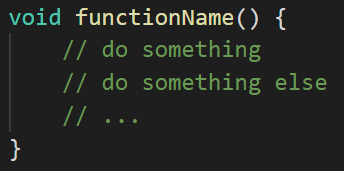 void functionName() {
    // do something
    // do something else
    // ...
}